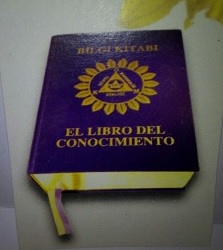 BILGI KITABI
EL LIBRO DEL
CONOCIMIENTO